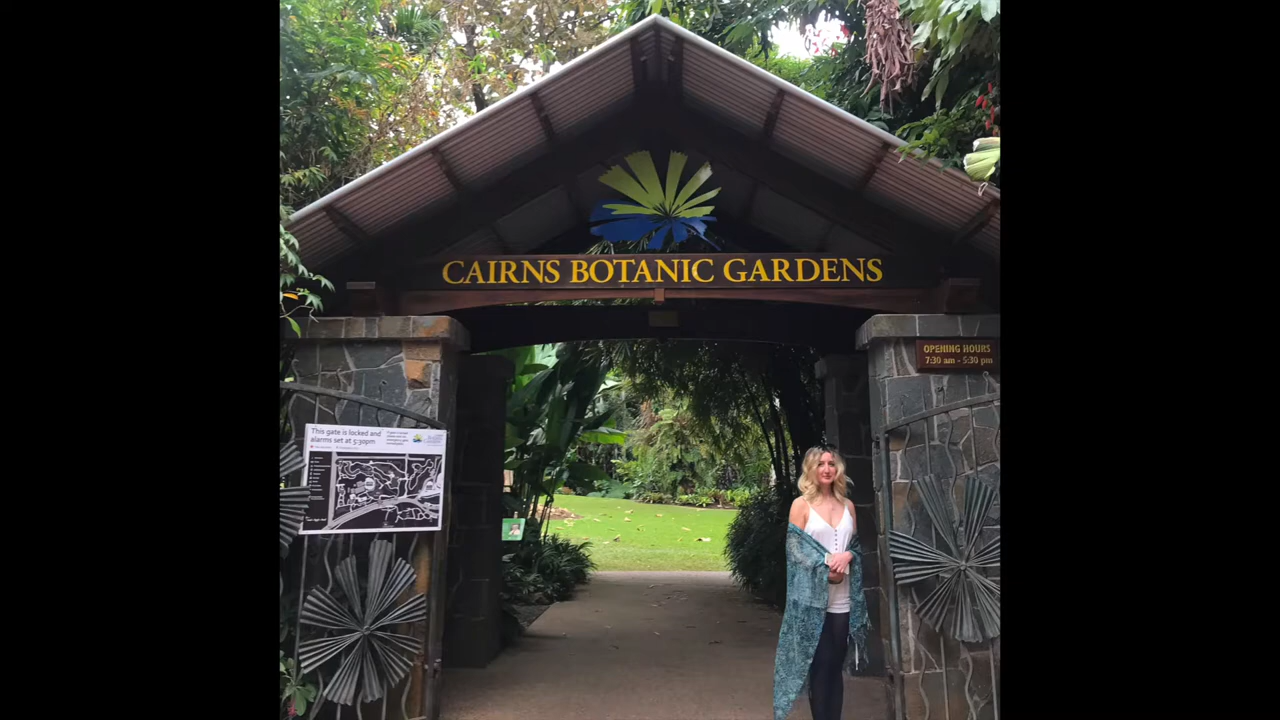 CAIRNS BOTANIC GARDENS
OPENING HOURS
7:30 am - 5:30 pm
This gate is locked and
alarms set at 5:30pm